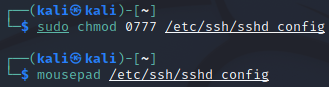 ┌──(kali㉿kali)-[~]
└─$ sudo chmod 0777 /etc/ssh/sshd_config
┌──(kali㉿kali)-[~]
└─$ mousepad /etc/ssh/sshd_config